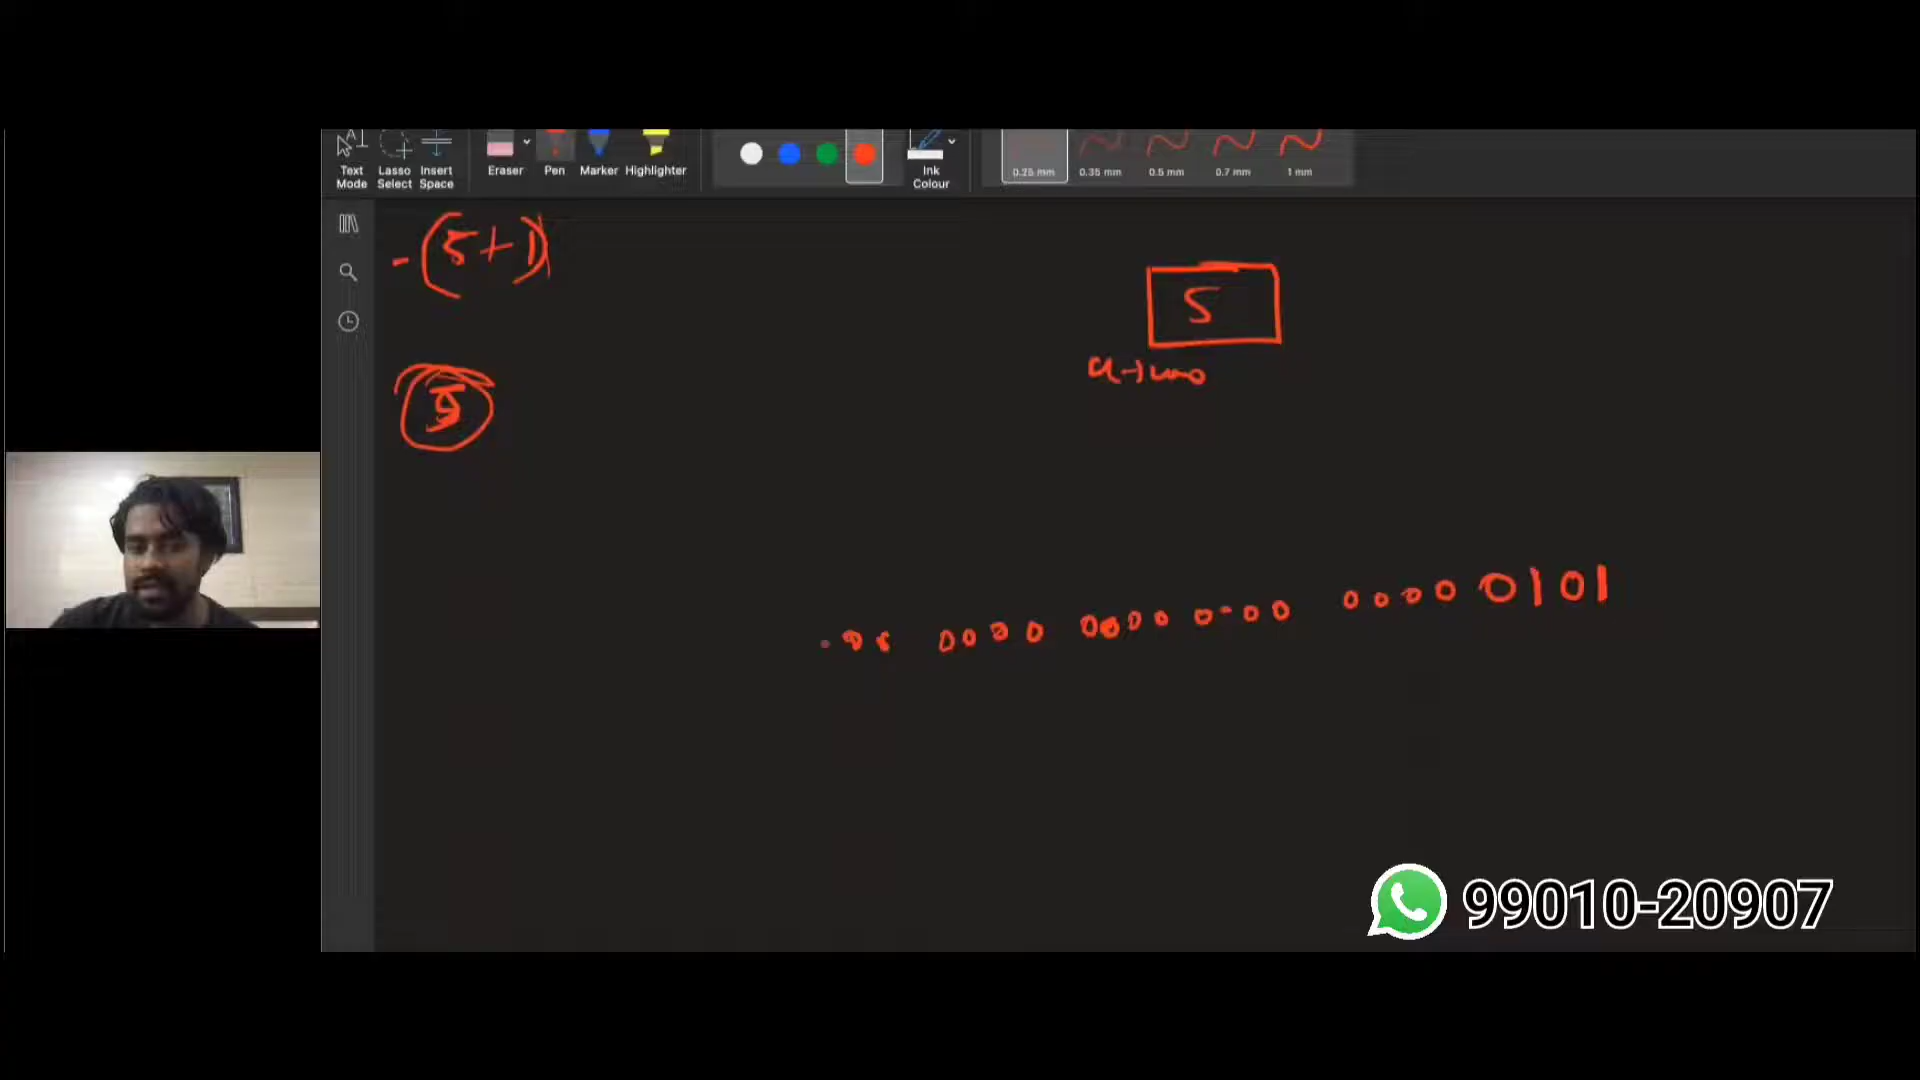 Text Mode
Lasso Select
Insert Space
Eraser
Pen
Marker
Highlighter
Ink Colour
0.25 mm
0.35 mm
0.5 mm
0.7 mm
1 mm
-(5+1)
5
0000 0000 0000 0000 0101
99010-20907